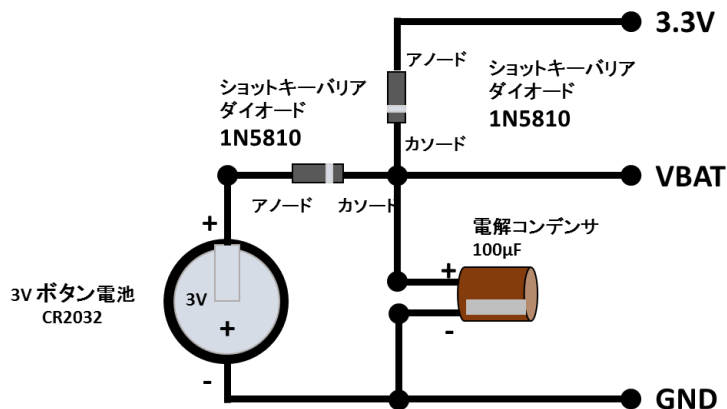 3.3V
アノード
ショットキーバリア
ダイオード
1N5810
ショットキーバリア
ダイオード
1N5810
カソード
VBAT
アノード
カソード
+
電解コンデンサ
100μF
+
3V ボタン電池
CR2032
3V
+
-
-
GND